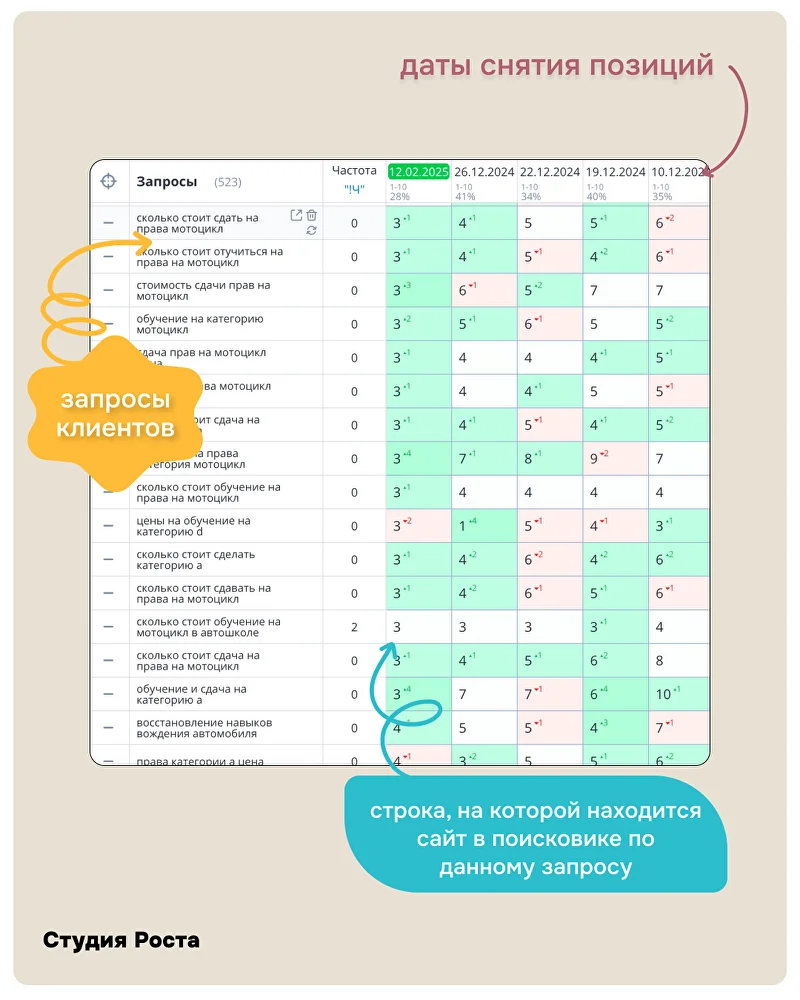 даты снятия позиций
Запросы (523)
Частота
"!Ч"
12.02.2025 26.12.2024 22.12.2024 19.12.2024 10.12.202
1-10 1-10 1-10 1-10 1-10
28% 41% 34% 40% 35%
сколько стоит сдать на
права мотоцикл
0 3 +1 4 +1 5 5 +1 6 -2
сколько стоит отучиться на
права на мотоцикл
0 3 +1 4 +1 5 -1 4 +2 6 -1
стоимость сдачи прав на
мотоцикл
0 3 +3 6 -1 5 +2 7 7
обучение на категорию
мотоцикл
0 3 +2 5 +1 6 -1 5 5 +2
сдача прав на мотоцикл
0 3 +1 4 4 4 +1 5 +1
ва мотоцикл
0 3 +1 4 4 +1 5 5 -1
ит сдача на
0 3 +1 4 +1 5 -1 4 +1 5 +2
на права
категория мотоцикл
0 3 +4 7 +1 8 +1 9 -2 7
сколько стоит обучение на
права на мотоцикл
0 3 +1 4 4 4 4
цены на обучение на
категорию d
0 3 -2 1 +4 5 -1 4 -1 3 +1
сколько стоит сделать
категорию а
0 3 +1 4 +2 6 -2 4 +2 6 +2
сколько стоит сдавать на
права на мотоцикл
0 3 +1 4 +2 6 -1 5 +1 6 -1
сколько стоит обучение на
мотоцикл в автошколе
2 3 3 3 3 +1 4
сколько стоит сдача на
права на мотоцикл
0 3 +1 4 +1 5 +1 6 +2 8
обучение и сдача на
категорию а
0 3 +4 7 7 -1 6 +4 10 +1
восстановление навыков
вождения автомобиля
0 4 5 5 -1 4 +3 7 -1
права категории а цена
0 4 -1 3 +2 5 5 +1 6 +2
запросы
клиентов
строка, на которой находится
сайт в поисковике по
данному запросу
Студия Роста